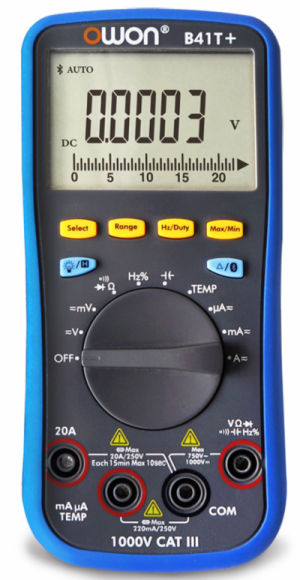 OWON® B41T+
AUTO
0.0003 V
DC
0 5 10 15 20
Select Range Hz/Duty Max/Min
/H Δ/
Hz%
Ω TEMP
≂mV μA≂
≂V mA≂
OFF A≂
20A VΩ
Hz%
Max 20A/250V
Each 15min Max 10sec
Max 750V~ 1000V⎓
mA μA TEMP
COM
Max 220mA/250V
1000V CAT III